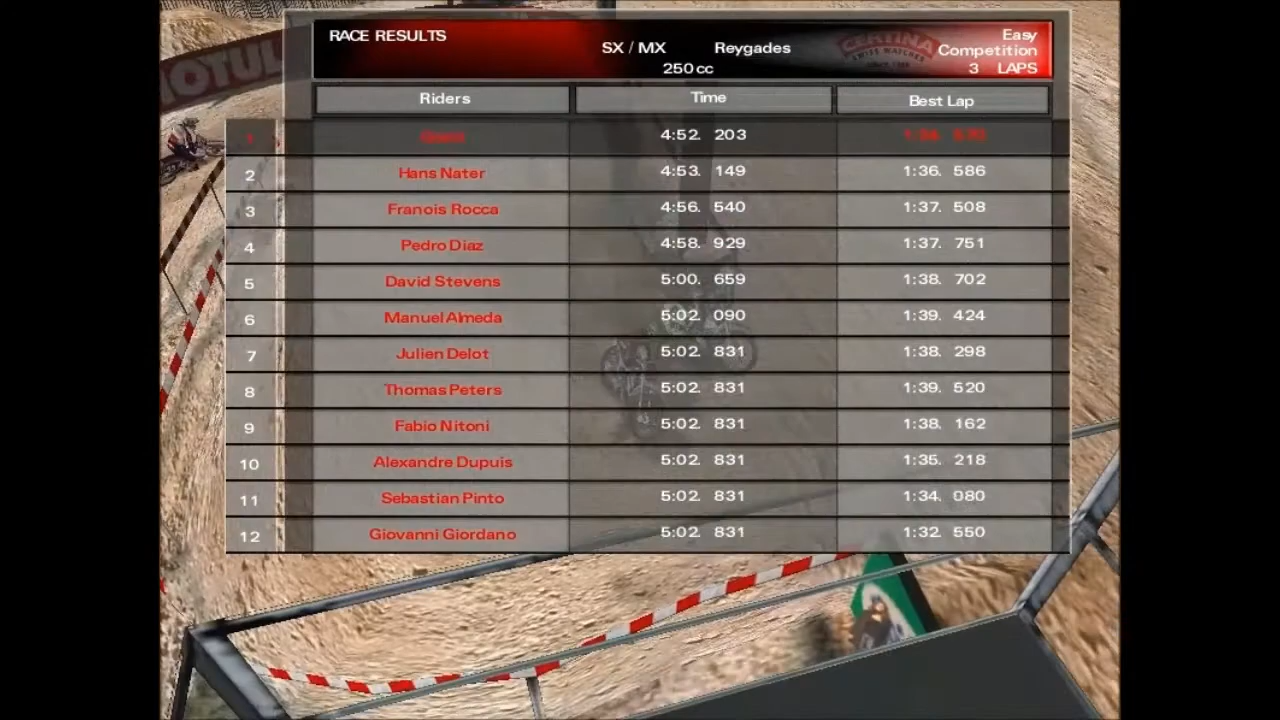 RACE RESULTS
SX / MX Reygades
250 cc
CERTINA
SWISS WATCHES
Easy
Competition
3 LAPS
MOTUL
Riders Time Best Lap
1 4:52. 203
2 Hans Nater 4:53. 149 1:36. 586
3 Franois Rocca 4:56. 540 1:37. 508
4 Pedro Diaz 4:58. 929 1:37. 751
5 David Stevens 5:00. 659 1:38. 702
6 Manuel Almeda 5:02. 090 1:39. 424
7 Julien Delot 5:02. 831 1:38. 298
8 Thomas Peters 5:02. 831 1:39. 520
9 Fabio Nitoni 5:02. 831 1:38. 162
10 Alexandre Dupuis 5:02. 831 1:35. 218
11 Sebastian Pinto 5:02. 831 1:34. 080
12 Giovanni Giordano 5:02. 831 1:32. 550